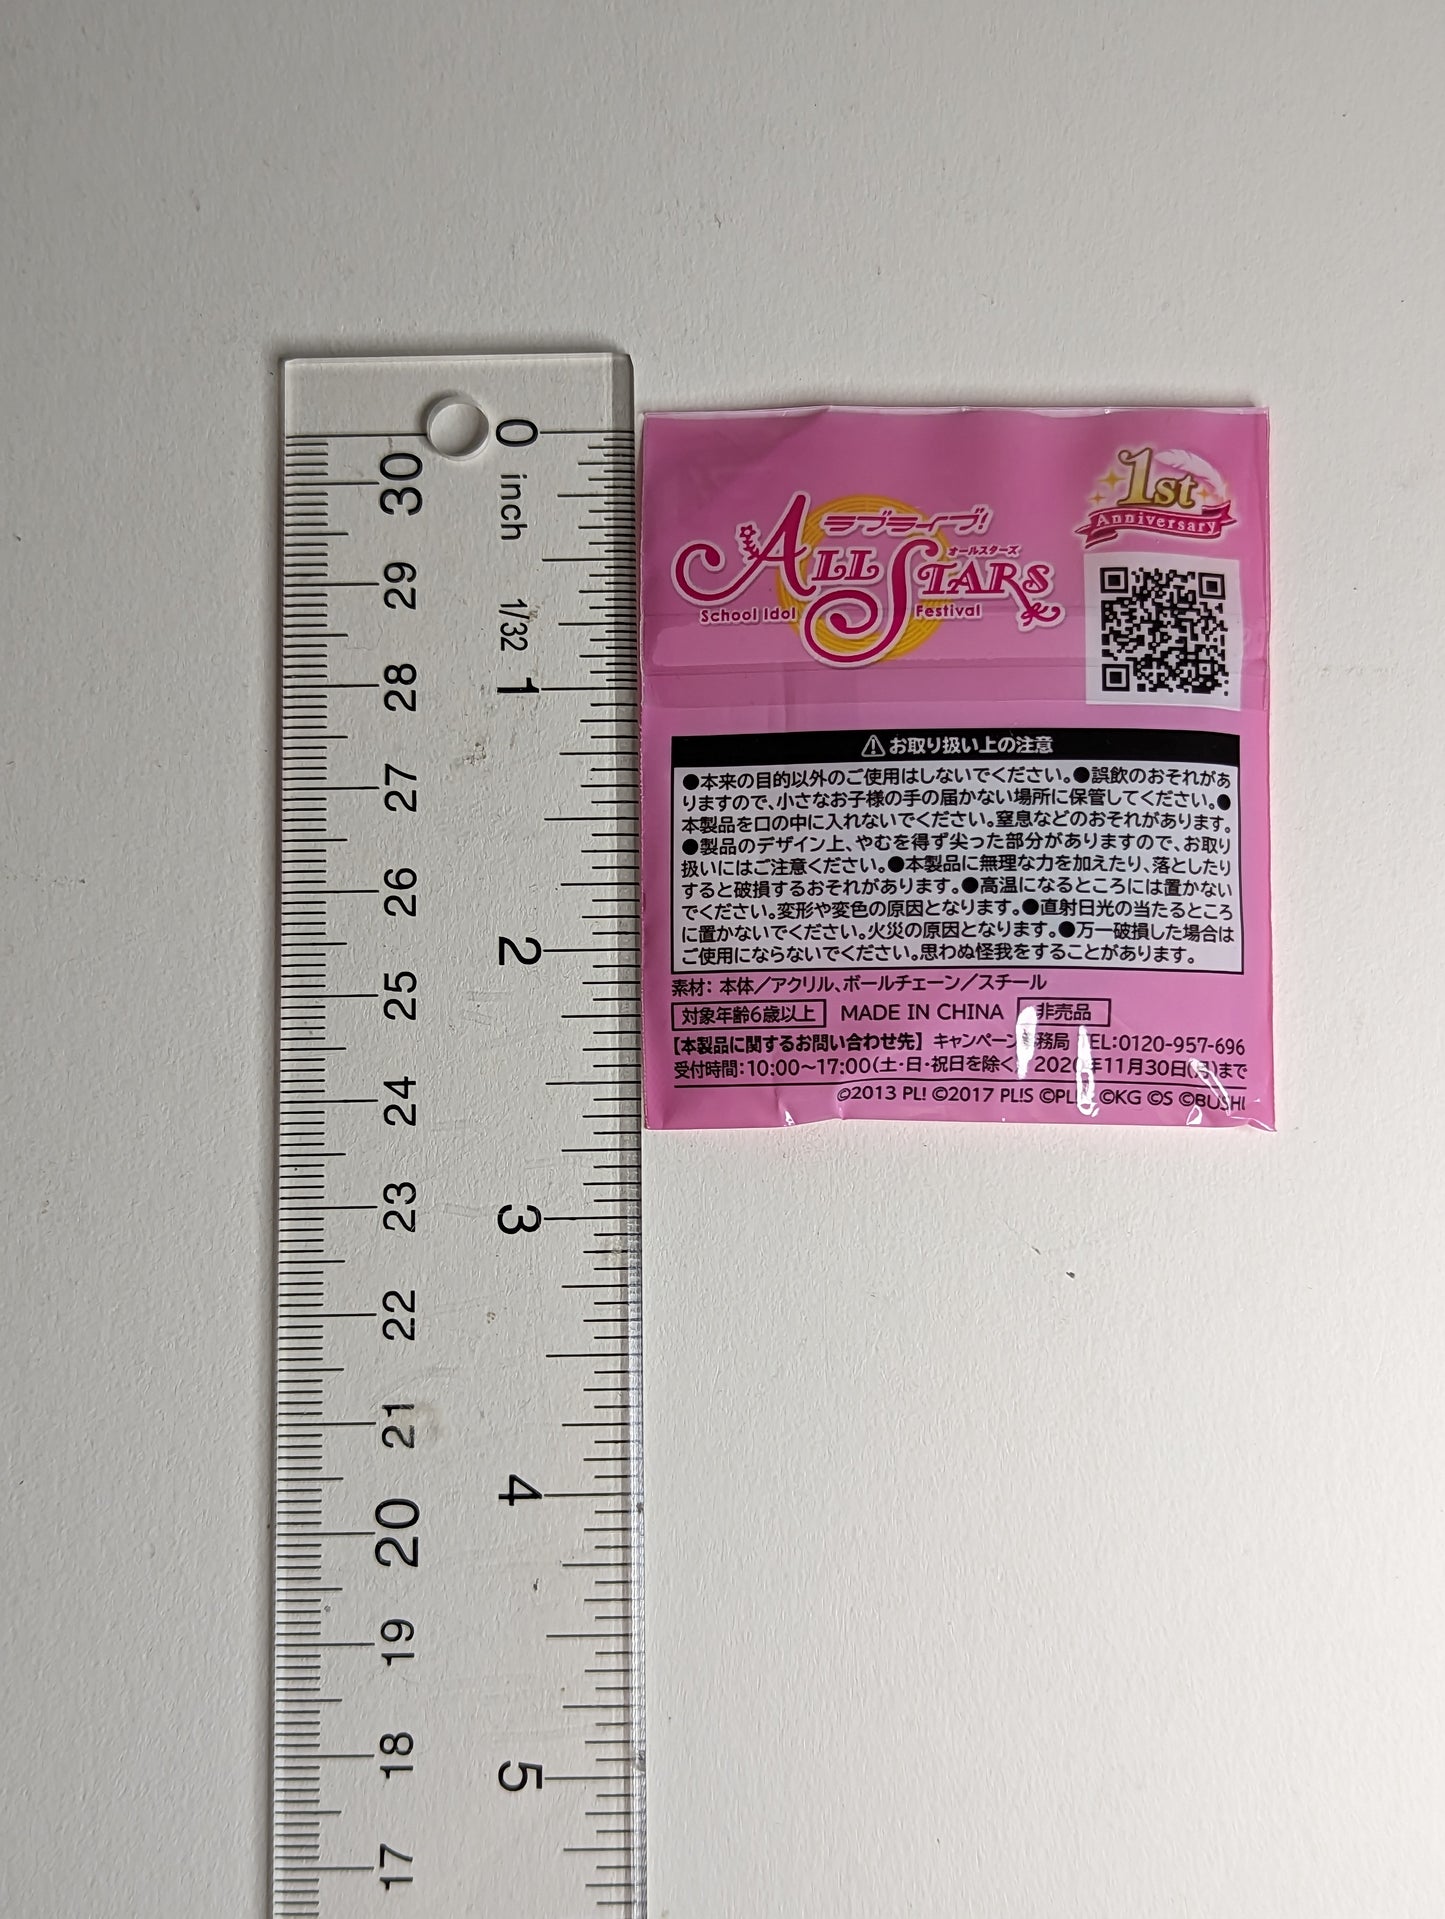 0 inch 1/32 1 2 3 4 5
30 29 28 27 26 25 24 23 22 21 20 19 18 17
1st
Anniversary
ラブライブ!
ALL STARS
オールスターズ
School Idol Festival
⚠お取り扱い上の注意
●本来の目的以外のご使用はしないでください。●誤飲のおそれがあ
りますので、小さなお子様の手の届かない場所に保管してください。●
本製品を口の中に入れないでください。窒息などのおそれがあります。
●製品のデザイン上、やむを得ず尖った部分がありますので、お取り
扱いにはご注意ください。●本製品に無理な力を加えたり、落としたり
すると破損するおそれがあります。●高温になるところには置かない
でください。変形や変色の原因となります。●直射日光の当たるところ
に置かないでください。火災の原因となります。●万一破損した場合は
ご使用にならないでください。思わぬ怪我をすることがあります。
素材: 本体/アクリル、ボールチェーン/スチール
対象年齢6歳以上 MADE IN CHINA 非売品
【本製品に関するお問い合わせ先】 キャンペーン事務局 TEL:0120-957-696
受付時間:10:00~17:00(土・日・祝日を除く) 2020年11月30日(月)まで
©2013 PL! ©2017 PL!S ©KG ©S ©BUSHI